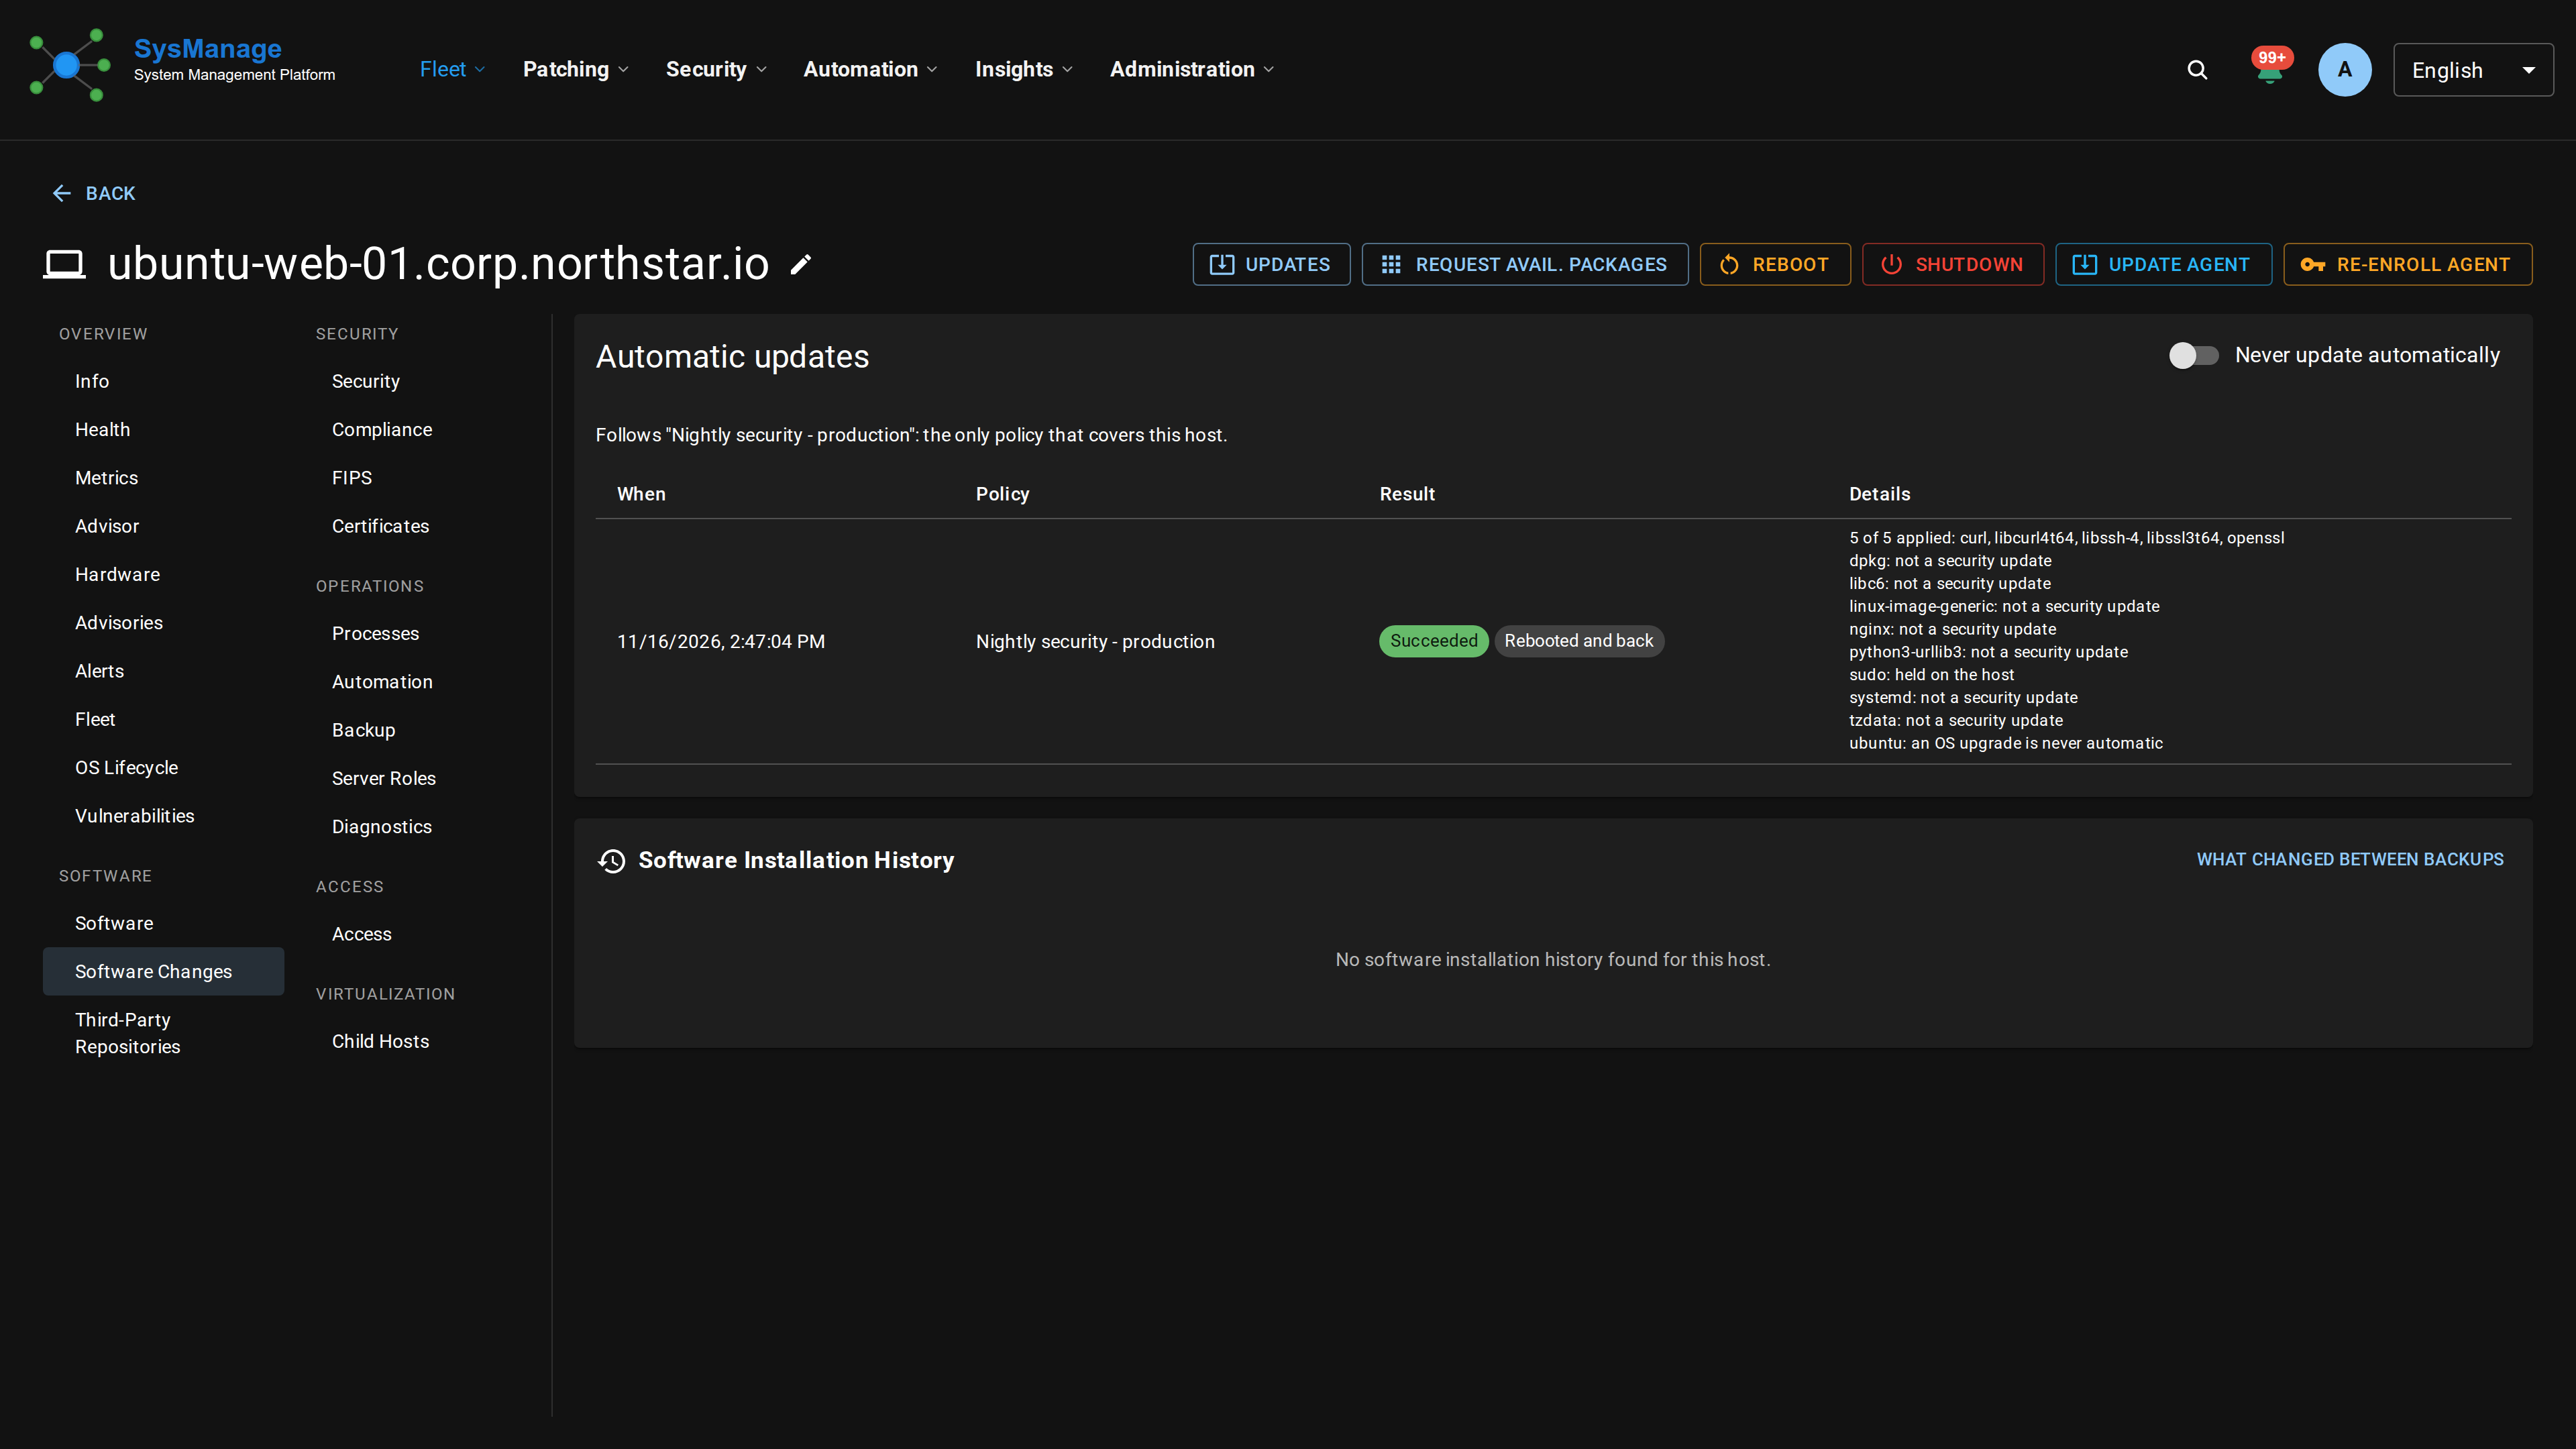 SysManage
System Management Platform
Fleet
Patching
Security
Automation
Insights
Administration
99+
A
English
BACK
ubuntu-web-01.corp.northstar.io
UPDATES
REQUEST AVAIL. PACKAGES
REBOOT
SHUTDOWN
UPDATE AGENT
RE-ENROLL AGENT
OVERVIEW
Info
Health
Metrics
Advisor
Hardware
Advisories
Alerts
Fleet
OS Lifecycle
Vulnerabilities
SOFTWARE
Software
Software Changes
Third-Party
Repositories
SECURITY
Security
Compliance
FIPS
Certificates
OPERATIONS
Processes
Automation
Backup
Server Roles
Diagnostics
ACCESS
Access
VIRTUALIZATION
Child Hosts
Automatic updates
Never update automatically
Follows "Nightly security - production": the only policy that covers this host.
When Policy Result Details
11/16/2026, 2:47:04 PM
Nightly security - production
Succeeded
Rebooted and back
5 of 5 applied: curl, libcurl4t64, libssh-4, libssl3t64, openssl
dpkg: not a security update
libc6: not a security update
linux-image-generic: not a security update
nginx: not a security update
python3-urllib3: not a security update
sudo: held on the host
systemd: not a security update
tzdata: not a security update
ubuntu: an OS upgrade is never automatic
Software Installation History
WHAT CHANGED BETWEEN BACKUPS
No software installation history found for this host.